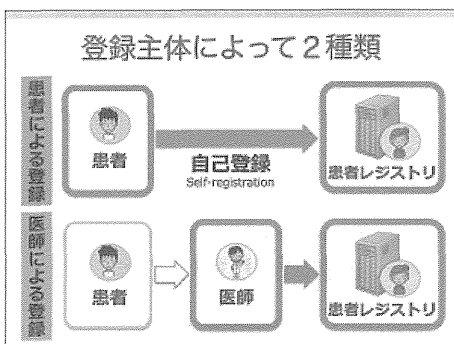 登録主体によって２種類
患者による登録
患者
自己登録
Self-registration
患者レジストリ
医師による登録
患者
医師
患者レジストリ